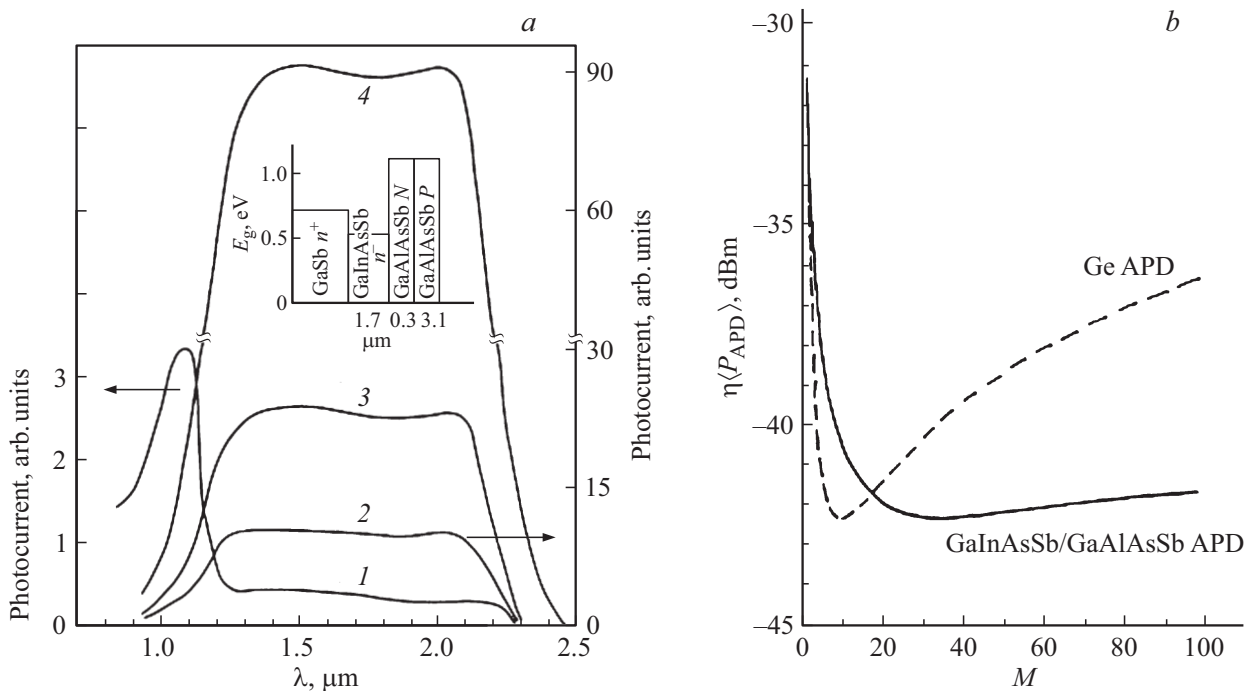 a
b
Photocurrent, arb. units
0
1
2
3
0
15
30
60
90
Photocurrent, arb. units
4
3
2
1
E_g, eV
1.0
0.5
0
GaSb n⁺
GaInAsSb
n⁻
GaAlAsSb N
GaAlAsSb P
1.7 0.3 3.1
μm
1.0 1.5 2.0 2.5
λ, μm
η⟨P_APD⟩, dBm
–30
–35
–40
–45
Ge APD
GaInAsSb/GaAlAsSb APD
0 20 40 60 80 100
M